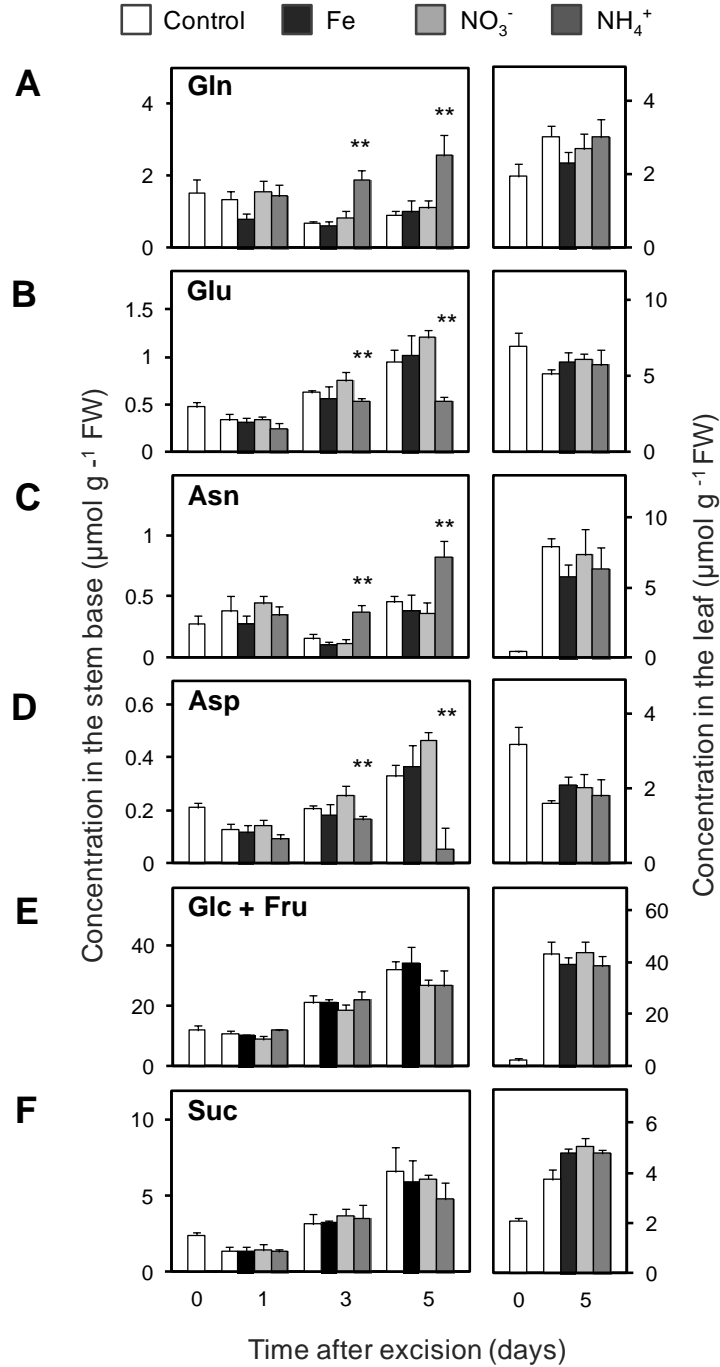 Control Fe NO₃⁻ NH₄⁺
A
Gln
**
**
4
2
0
4
2
0
B
Glu
**
**
1.5
1
0.5
0
10
5
0
C
Asn
**
**
1
0.5
0
10
5
0
D
Asp
**
**
0.6
0.4
0.2
0
4
2
0
E
Glc + Fru
40
20
0
60
40
20
0
F
Suc
10
5
0
6
4
2
0
0 1 3 5
0 5
Time after excision (days)
Concentration in the stem base (µmol g -¹ FW)
Concentration in the leaf (µmol g -¹ FW)